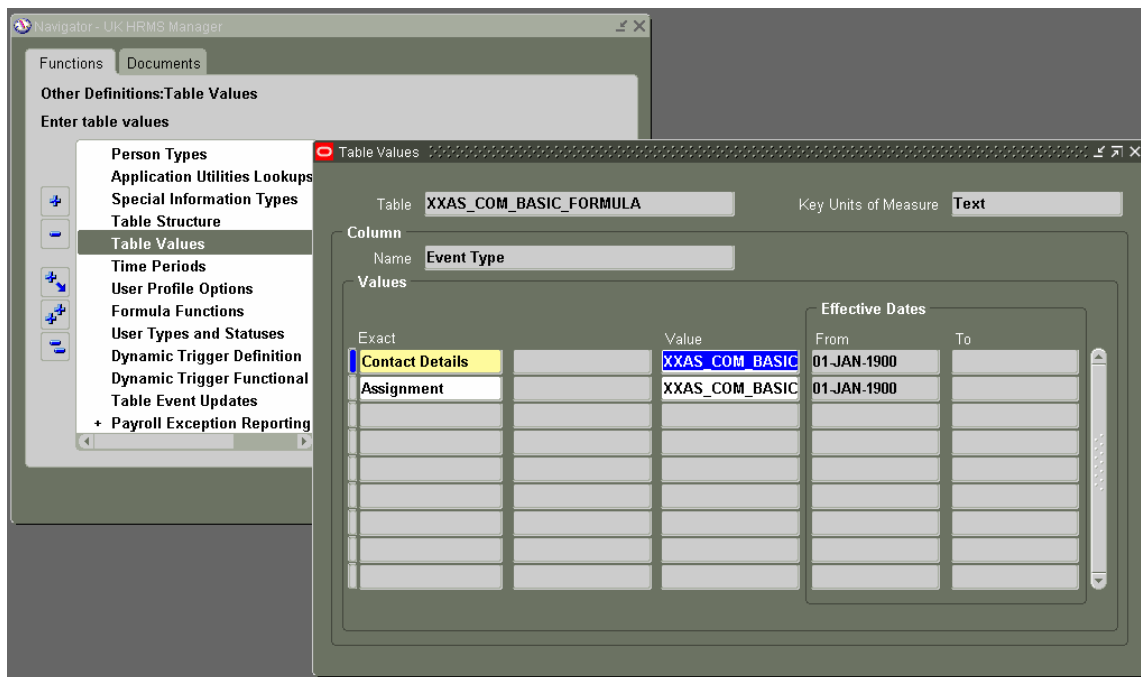 Navigator - UK HRMS Manager
Functions Documents
Other Definitions:Table Values
Enter table values
Person Types
Application Utilities Lookups
Special Information Types
Table Structure
Table Values
Time Periods
User Profile Options
Formula Functions
User Types and Statuses
Dynamic Trigger Definition
Dynamic Trigger Functional
Table Event Updates
+ Payroll Exception Reporting
Table Values
Table XXAS_COM_BASIC_FORMULA Key Units of Measure Text
Column
Name Event Type
Values
Effective Dates
Exact Value From To
Contact Details XXAS_COM_BASIC 01-JAN-1900
Assignment XXAS_COM_BASIC 01-JAN-1900